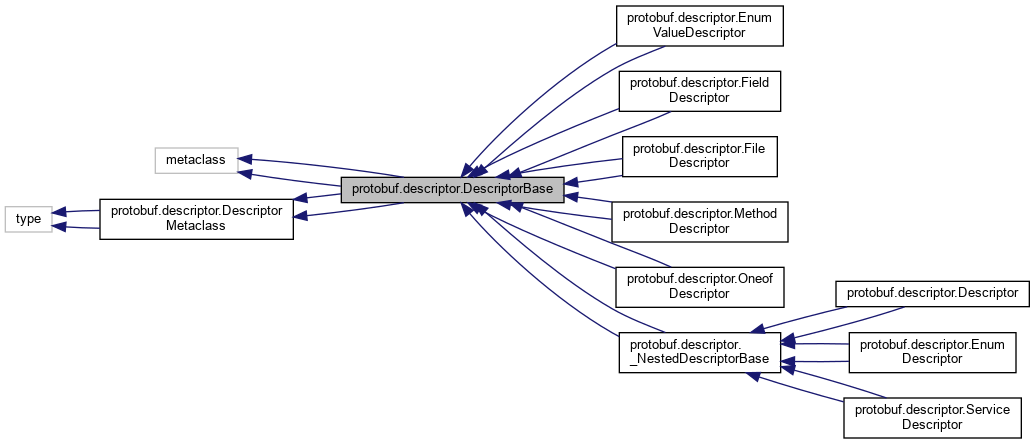 protobuf.descriptor.Enum
ValueDescriptor
protobuf.descriptor.Field
Descriptor
protobuf.descriptor.File
Descriptor
metaclass
protobuf.descriptor.DescriptorBase
type
protobuf.descriptor.Descriptor
Metaclass
protobuf.descriptor.Method
Descriptor
protobuf.descriptor.Oneof
Descriptor
protobuf.descriptor.
_NestedDescriptorBase
protobuf.descriptor.Descriptor
protobuf.descriptor.Enum
Descriptor
protobuf.descriptor.Service
Descriptor